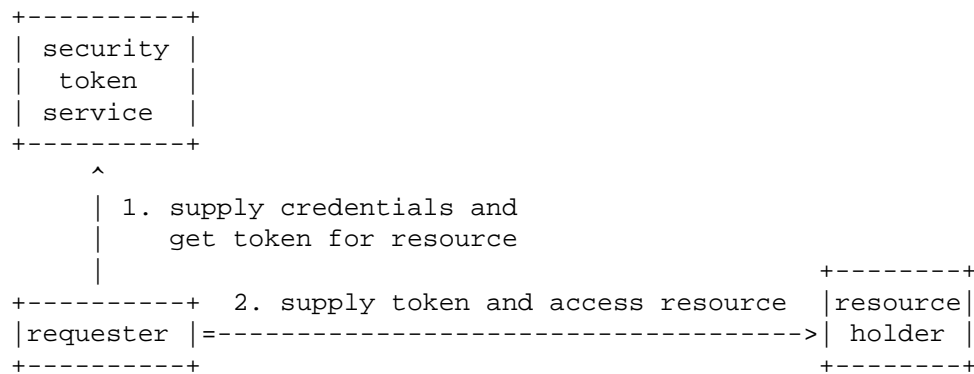 security
token
service
1. supply credentials and
get token for resource
2. supply token and access resource
requester
resource
holder